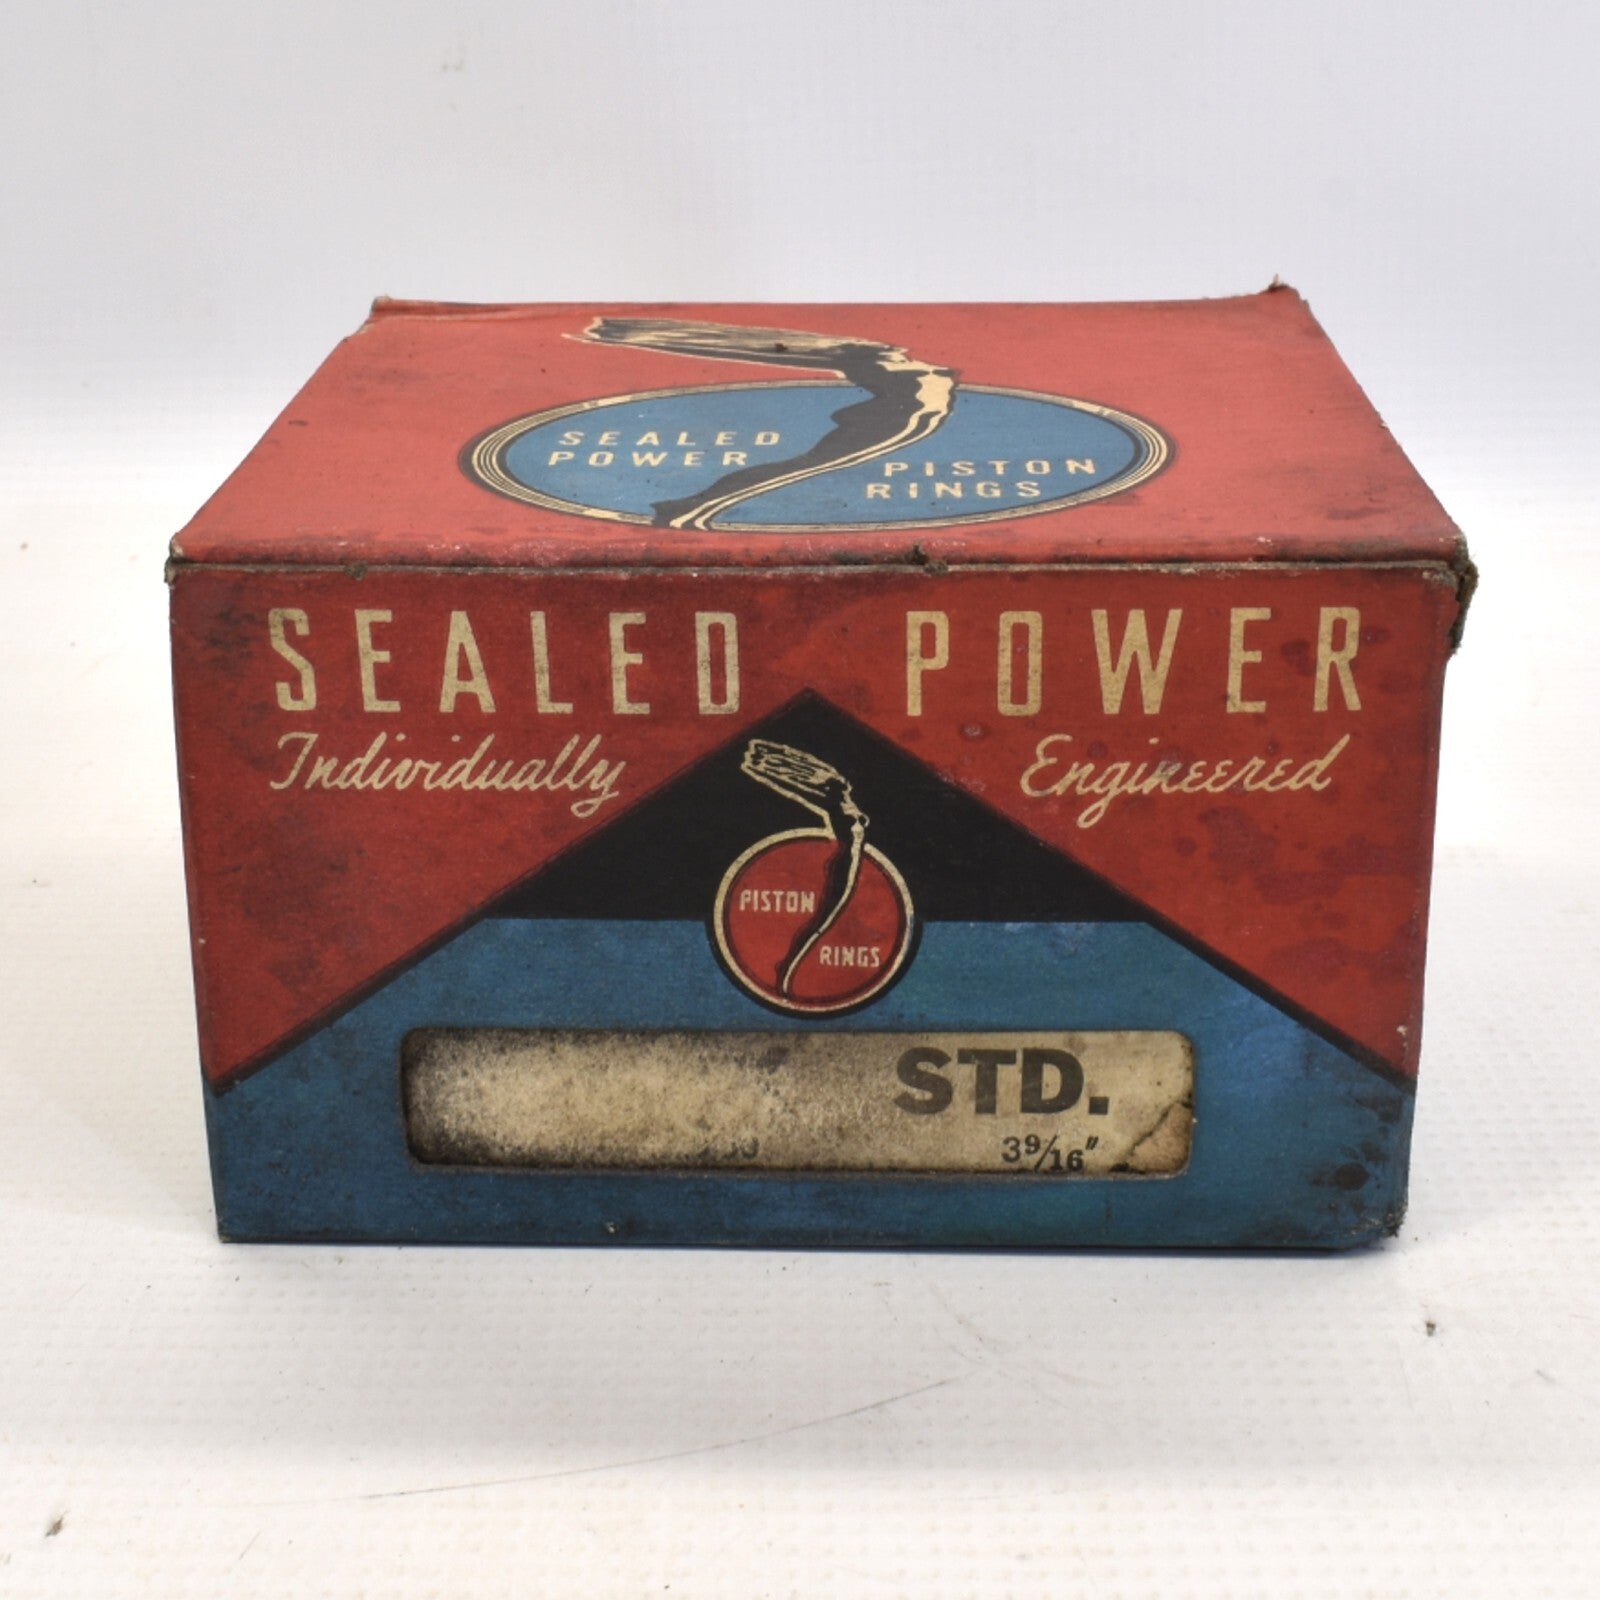 SEALED
POWER
PISTON
RINGS
SEALED POWER
Individually Engineered
PISTON
RINGS
STD.
3 9/16"